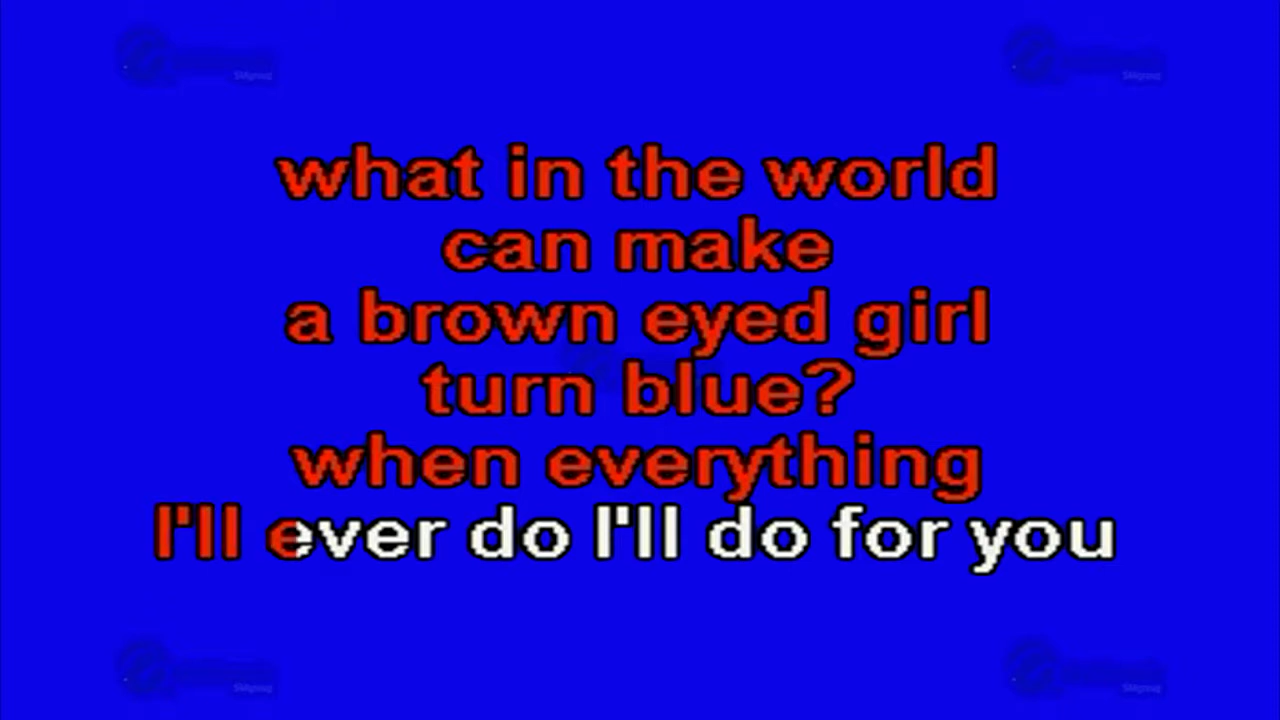 what in the world
can make
a brown eyed girl
turn blue?
when everything
I'll ever do I'll do for you